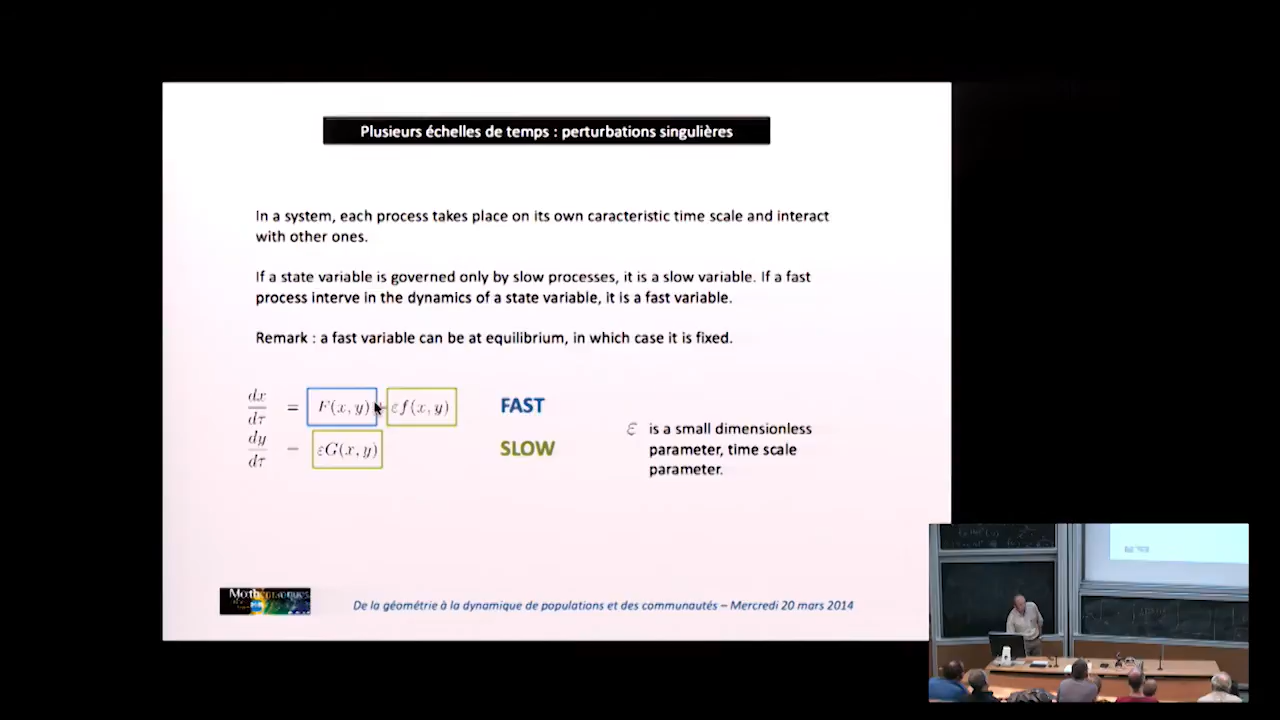 Plusieurs échelles de temps : perturbations singulières
In a system, each process takes place on its own caracteristic time scale and interact
with other ones.
If a state variable is governed only by slow processes, it is a slow variable. If a fast
process interve in the dynamics of a state variable, it is a fast variable.
Remark : a fast variable can be at equilibrium, in which case it is fixed.
dx/dτ = F(x, y) + εf(x, y) FAST
dy/dτ = εG(x, y) SLOW
ε is a small dimensionless
parameter, time scale
parameter.
De la géométrie à la dynamique de populations et des communautés – Mercredi 20 mars 2014